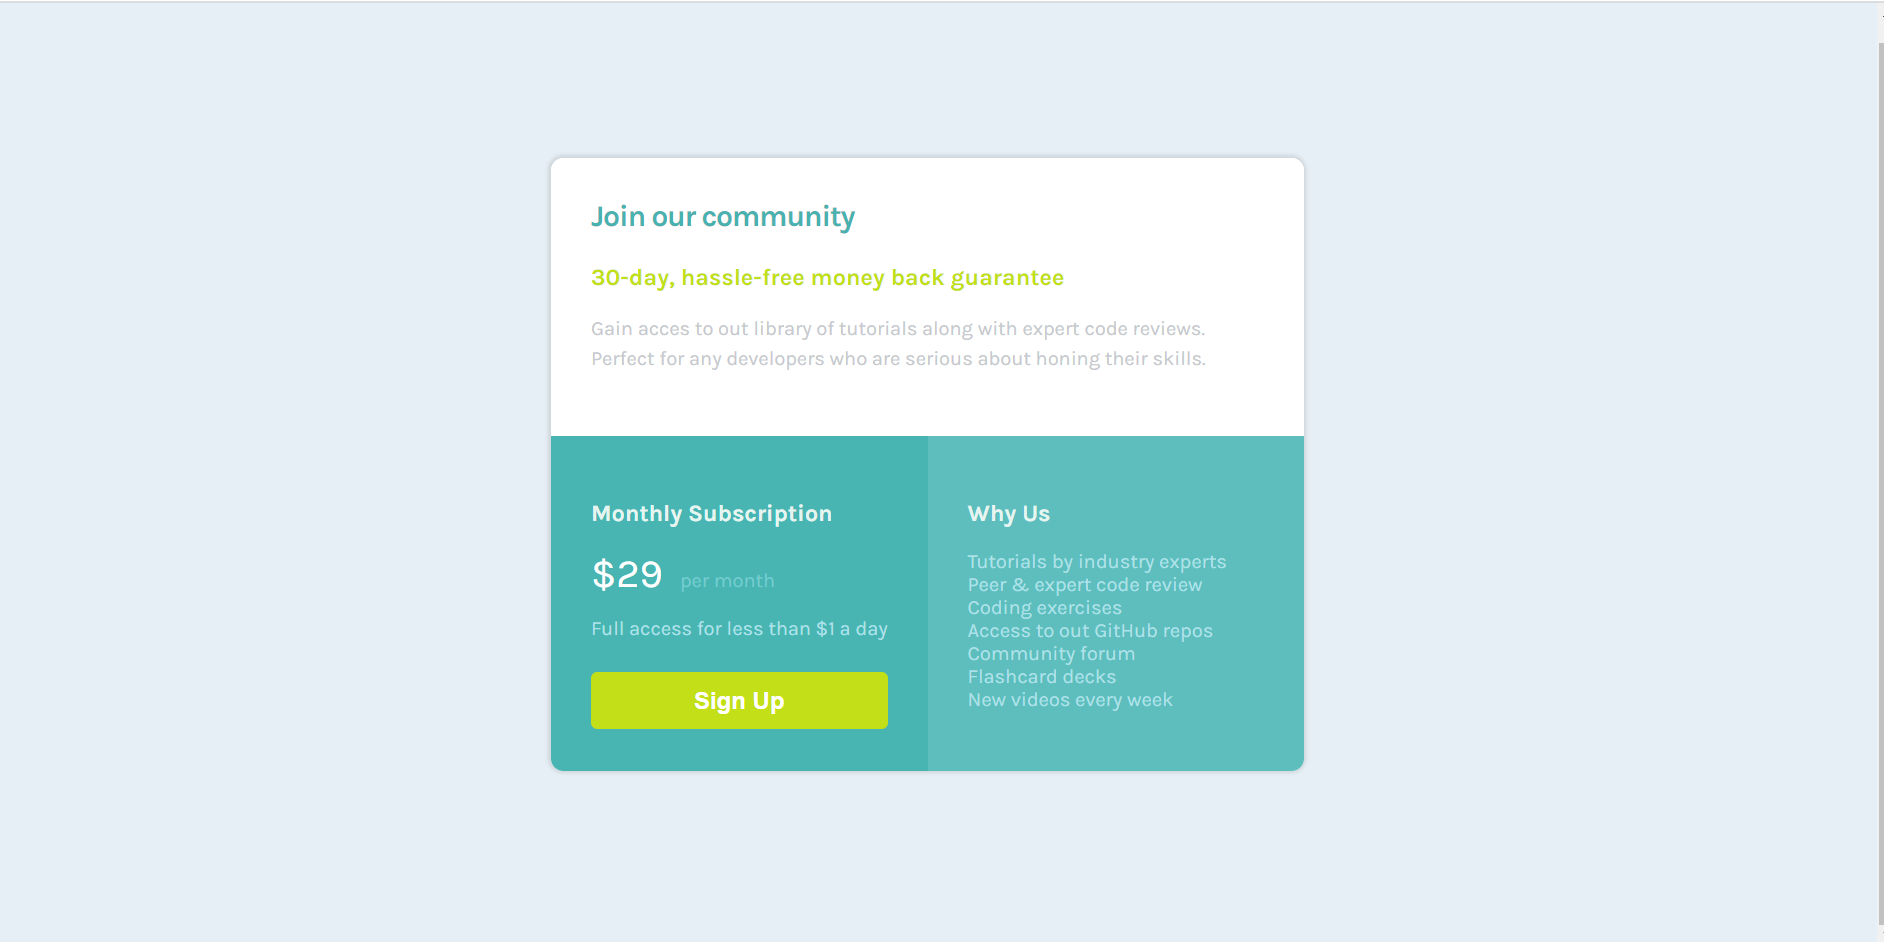 Join our community
30-day, hassle-free money back guarantee
Gain acces to out library of tutorials along with expert code reviews.
Perfect for any developers who are serious about honing their skills.
Monthly Subscription
$29 per month
Full access for less than $1 a day
Sign Up
Why Us
Tutorials by industry experts
Peer & expert code review
Coding exercises
Access to out GitHub repos
Community forum
Flashcard decks
New videos every week